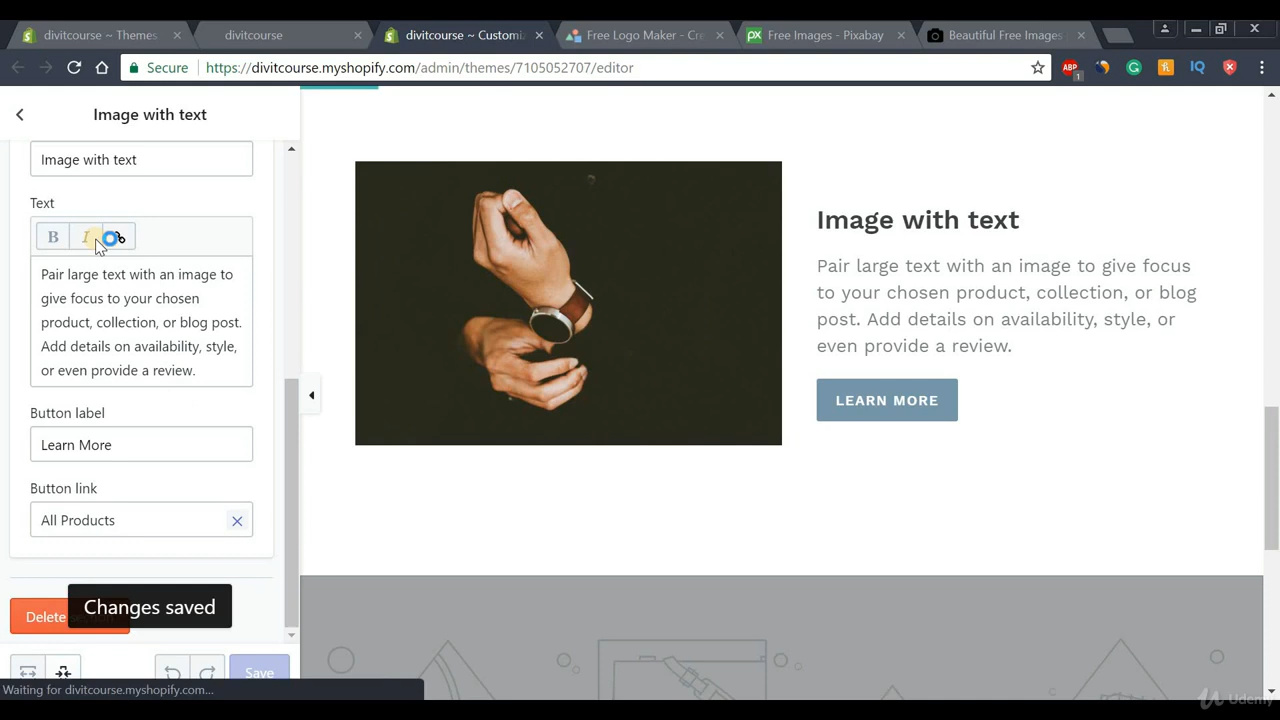 divitcourse ~ Themes
divitcourse
divitcourse ~ Customi
Free Logo Maker - Cre
Free Images - Pixabay
Beautiful Free Images
Secure
https://divitcourse.myshopify.com/admin/themes/7105052707/editor
ABP
1
IQ
Image with text
Image with text
Text
B I
Pair large text with an image to
give focus to your chosen
product, collection, or blog post.
Add details on availability, style,
or even provide a review.
Button label
Learn More
Button link
All Products
Delete
Changes saved
Save
Waiting for divitcourse.myshopify.com...
Image with text
Pair large text with an image to give focus
to your chosen product, collection, or blog
post. Add details on availability, style, or
even provide a review.
LEARN MORE
Udemy